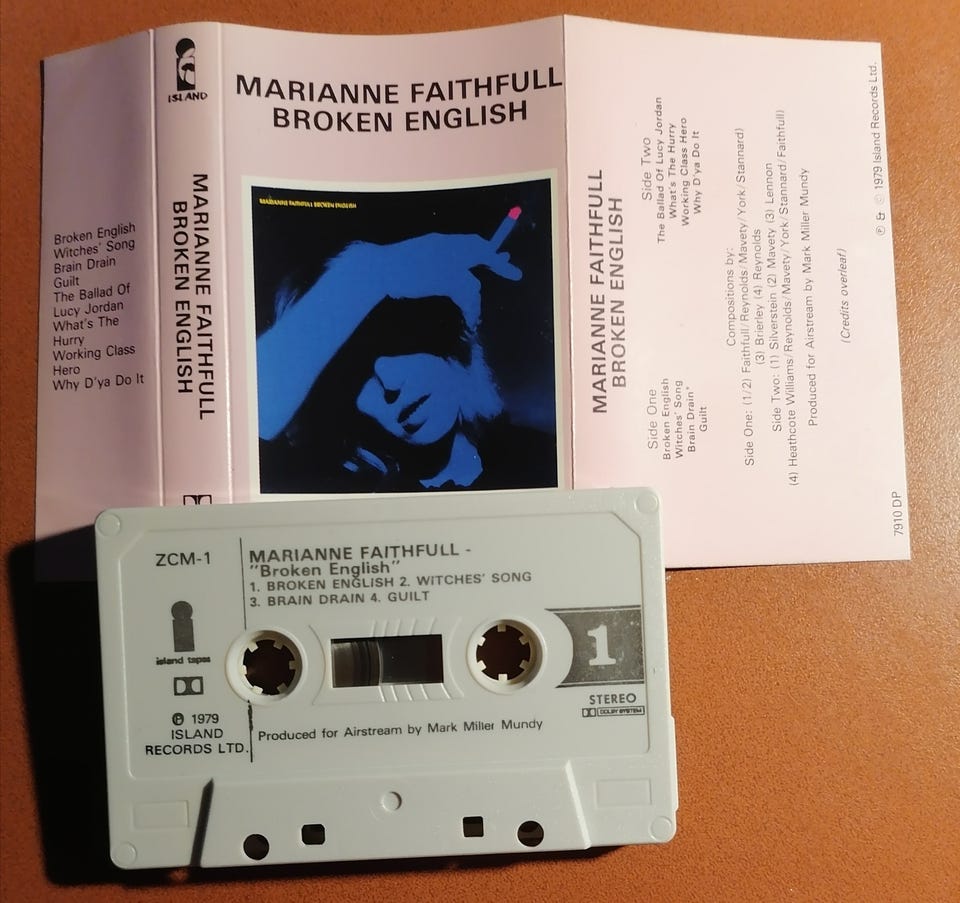 Broken English
Witches' Song
Brain Drain
Guilt
The Ballad Of
Lucy Jordan
What's The
Hurry
Working Class
Hero
Why D'ya Do It
ISLAND
MARIANNE FAITHFULL
BROKEN ENGLISH
MARIANNE FAITHFULL
BROKEN ENGLISH
MARIANNE FAITHFULL BROKEN ENGLISH
MARIANNE FAITHFULL
BROKEN ENGLISH
Side One
Broken English
Witches' Song
Brain Drain*
Guilt
Side Two
The Ballad Of Lucy Jordan
What's The Hurry
Working Class Hero
Why D'ya Do It
Compositions by:
Side One: (1/2) Faithfull/Reynolds/Mavety/York/Stannard)
(3) Brierley (4) Reynolds
Side Two: (1) Silverstein (2) Mavety (3) Lennon
(4) Heathcote Williams/Reynolds/Mavety/York/Stannard/Faithfull)
Produced for Airstream by Mark Miller Mundy
(Credits overleaf)
7910 DP
℗ & © 1979 Island Records Ltd.
ZCM-1
MARIANNE FAITHFULL -
"Broken English"
1. BROKEN ENGLISH 2. WITCHES' SONG
3. BRAIN DRAIN 4. GUILT
island tapes
1
STEREO
DOLBY SYSTEM
℗ 1979
ISLAND
RECORDS LTD.
Produced for Airstream by Mark Miller Mundy